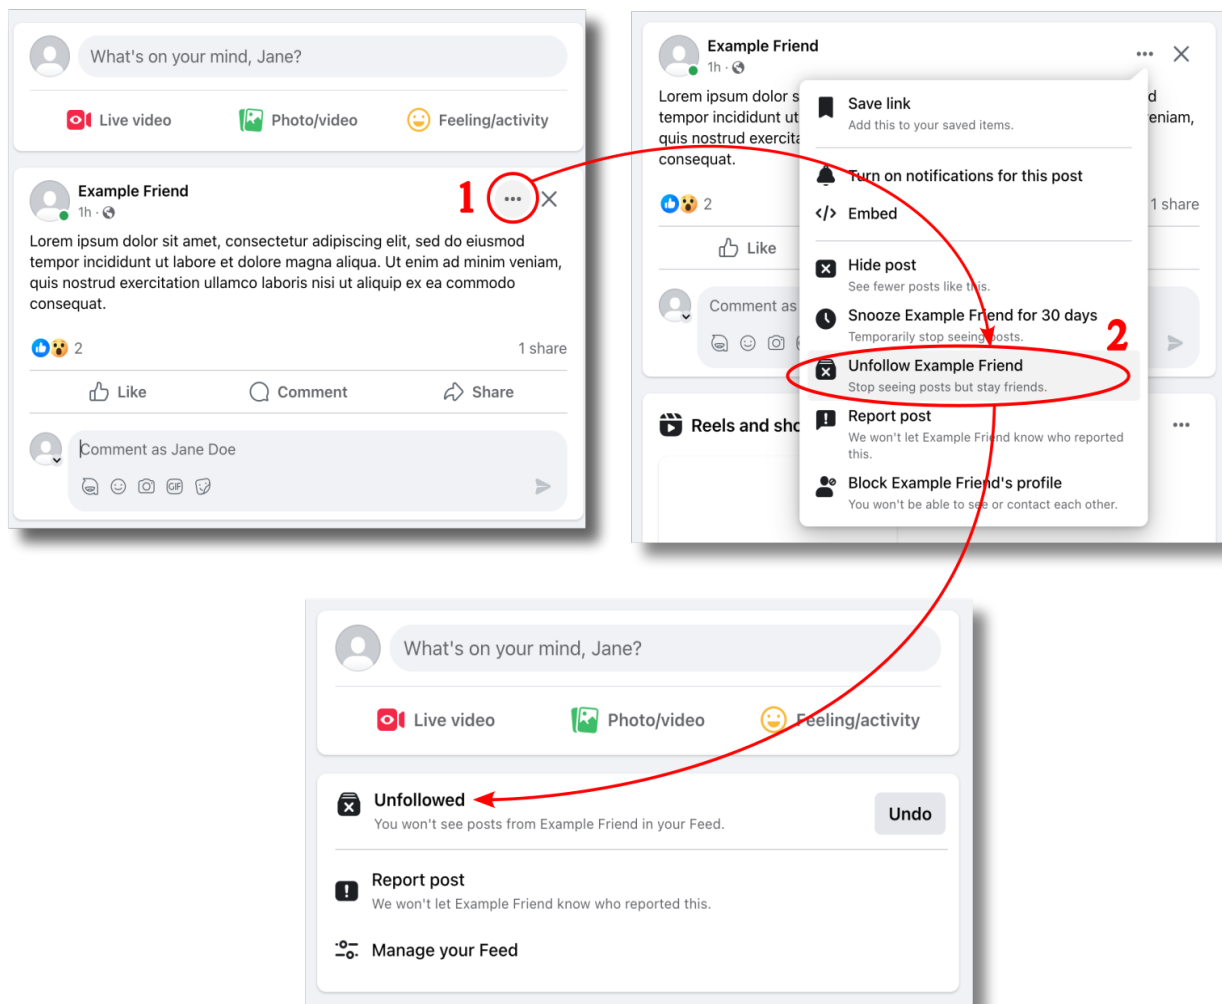 What's on your mind, Jane?
Live video
Photo/video
Feeling/activity
Example Friend
1h ·
1
Lorem ipsum dolor sit amet, consectetur adipiscing elit, sed do eiusmod
tempor incididunt ut labore et dolore magna aliqua. Ut enim ad minim veniam,
quis nostrud exercitation ullamco laboris nisi ut aliquip ex ea commodo
consequat.
2
1 share
Like
Comment
Share
Comment as Jane Doe
GIF
Example Friend
1h ·
Lorem ipsum dolor s
d
tempor incididunt ut
eniam,
quis nostrud exercita
consequat.
2
1 share
Like
Comment as
Reels and sho
Save link
Add this to your saved items.
Turn on notifications for this post
</> Embed
Hide post
See fewer posts like this.
Snooze Example Friend for 30 days
Temporarily stop seeing posts.
2
Unfollow Example Friend
Stop seeing posts but stay friends.
Report post
We won't let Example Friend know who reported
this.
Block Example Friend's profile
You won't be able to see or contact each other.
What's on your mind, Jane?
Live video
Photo/video
Feeling/activity
Unfollowed
You won't see posts from Example Friend in your Feed.
Undo
Report post
We won't let Example Friend know who reported this.
Manage your Feed